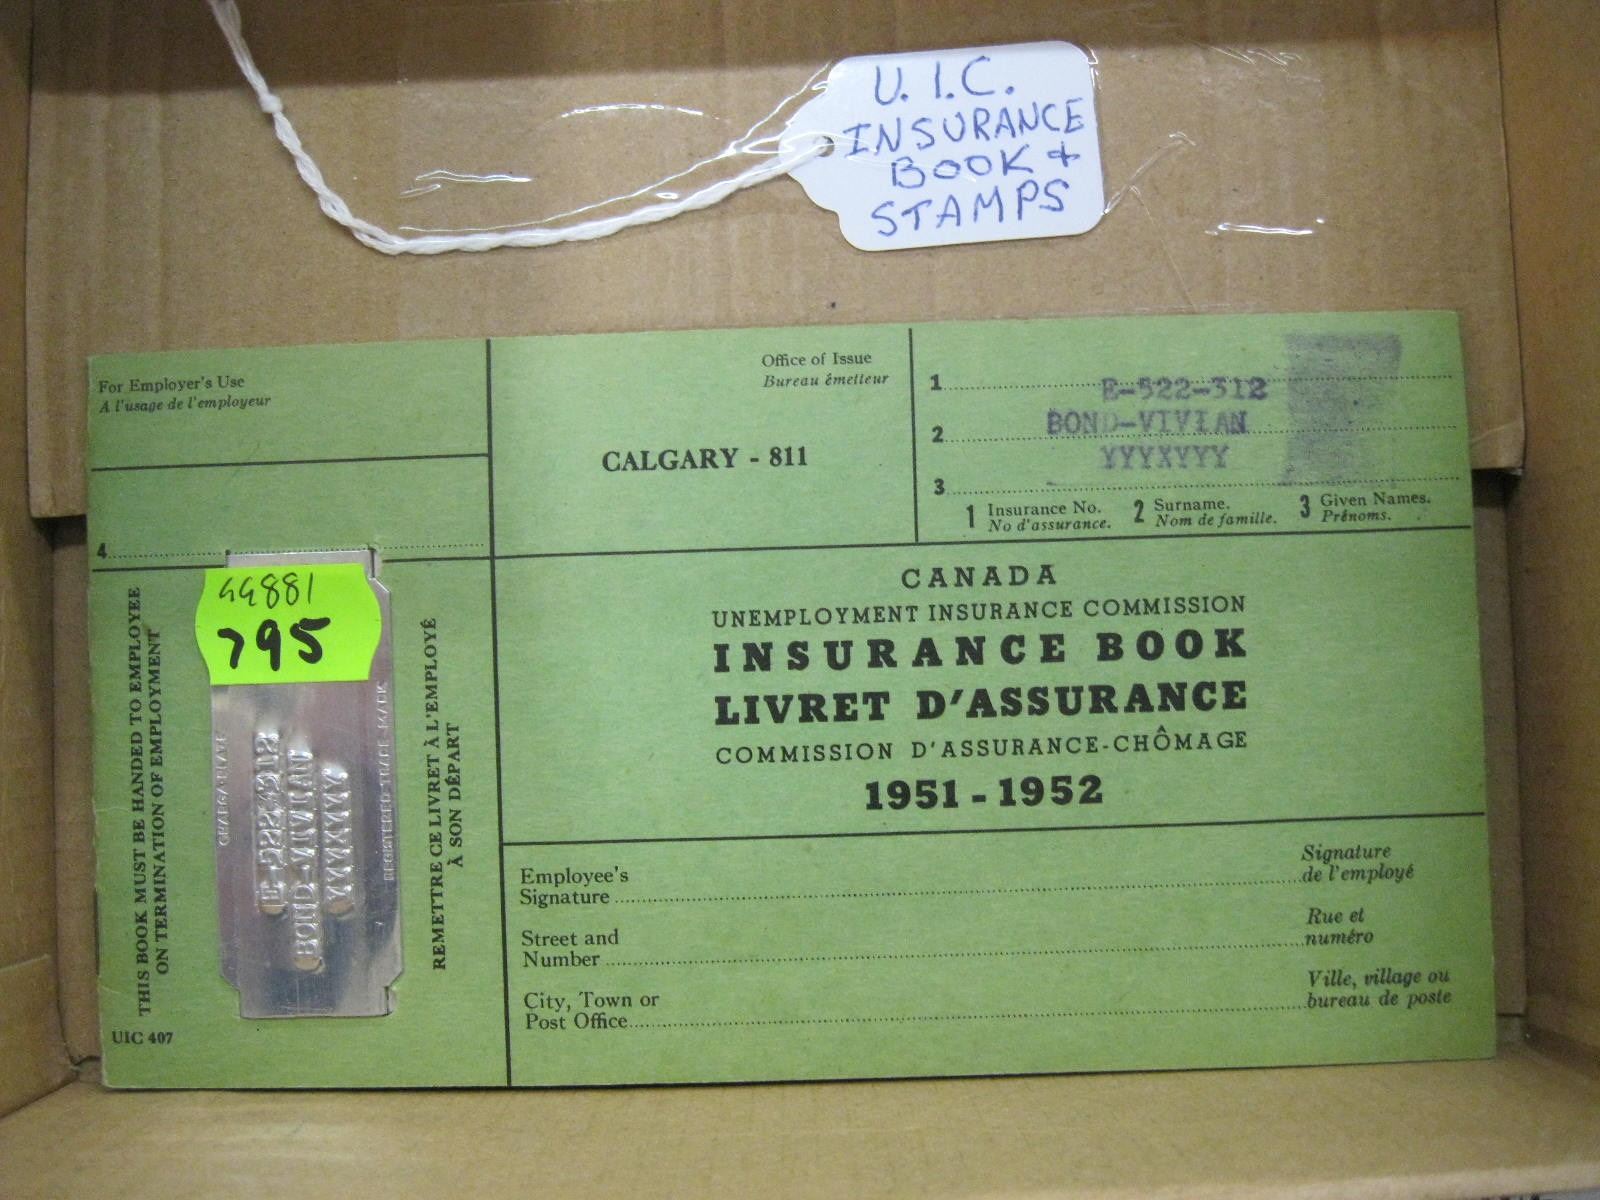 U.I.C.
INSURANCE
BOOK +
STAMPS
For Employer's Use
A l'usage de l'employeur
4
Office of Issue
Bureau émetteur
CALGARY - 811
1 E-522-312
2 BOND-VIVIAN
YYYXYYY
3
1 Insurance No. 2 Surname. 3 Given Names.
No d'assurance. Nom de famille. Prénoms.
CANADA
UNEMPLOYMENT INSURANCE COMMISSION
INSURANCE BOOK
LIVRET D'ASSURANCE
COMMISSION D'ASSURANCE-CHÔMAGE
1951 - 1952
Employee's
Signature
Signature
de l'employé
Street and
Number
Rue et
numéro
City, Town or
Post Office
Ville, village ou
bureau de poste
THIS BOOK MUST BE HANDED TO EMPLOYEE
ON TERMINATION OF EMPLOYMENT
44881
795
CHARGA-PLATE
E-522-312
BOND-VIVIAN
YYYXYYY
REGISTERED TRADE MARK
REMETTRE CE LIVRET À L'EMPLOYÉ
À SON DÉPART
UIC 407